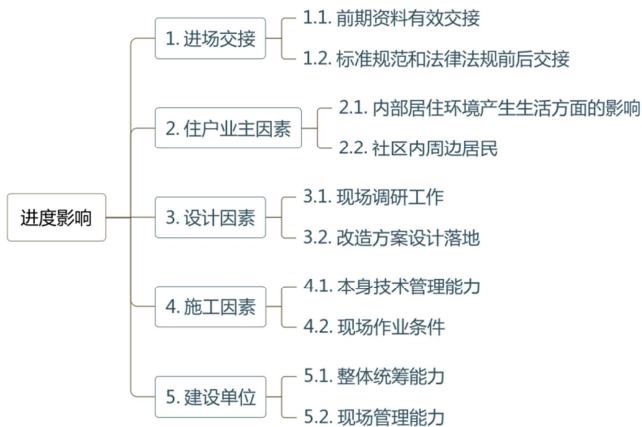 进度影响
1. 进场交接
1.1. 前期资料有效交接
1.2. 标准规范和法律法规前后交接
2. 住户业主因素
2.1. 内部居住环境产生生活方面的影响
2.2. 社区内周边居民
3. 设计因素
3.1. 现场调研工作
3.2. 改造方案设计落地
4. 施工因素
4.1. 本身技术管理能力
4.2. 现场作业条件
5. 建设单位
5.1. 整体统筹能力
5.2. 现场管理能力